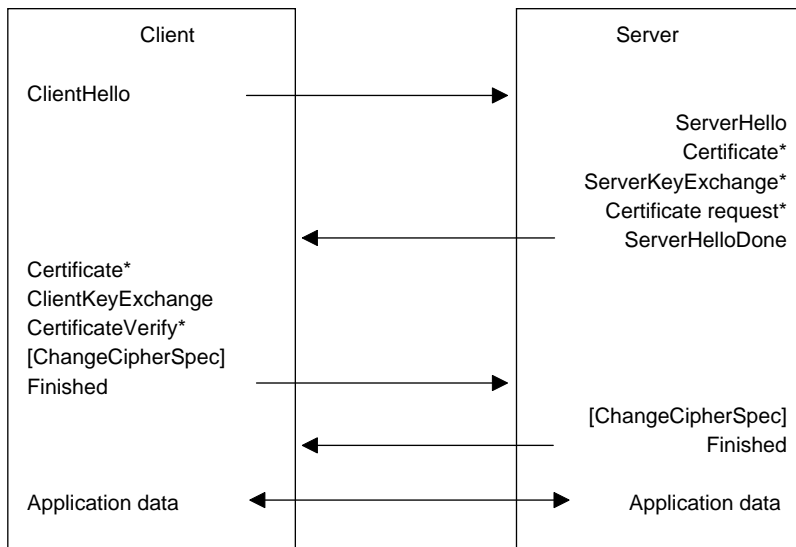 Client
Server
ClientHello
ServerHello
Certificate*
ServerKeyExchange*
Certificate request*
ServerHelloDone
Certificate*
ClientKeyExchange
CertificateVerify*
[ChangeCipherSpec]
Finished
[ChangeCipherSpec]
Finished
Application data
Application data